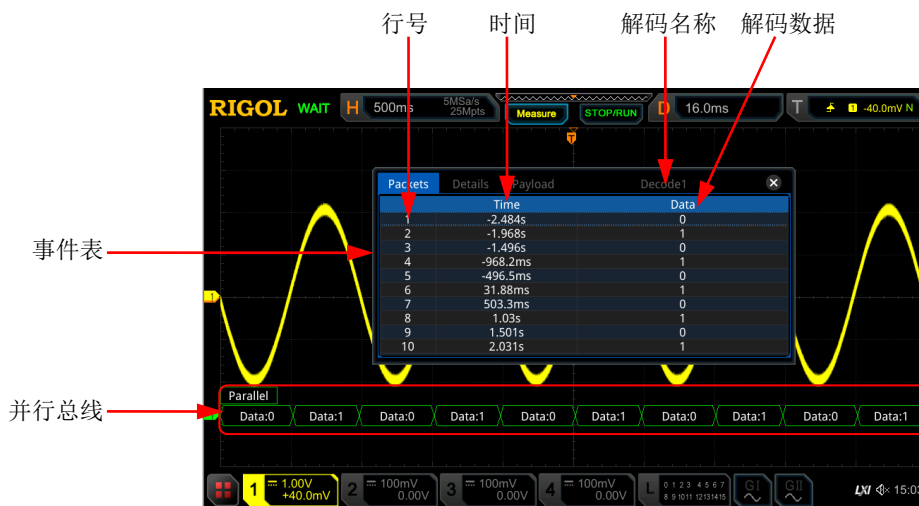 行号 时间 解码名称 解码数据
RIGOL WAIT H 500ms 5MSa/s 25Mpts Measure STOP/RUN D 16.0ms T 1 -40.0mV N
T
Packets Details Payload Decode1
Time Data
1 -2.484s 0
2 -1.968s 1
3 -1.496s 0
4 -968.2ms 1
5 -496.5ms 0
6 31.88ms 1
7 503.3ms 0
8 1.03s 1
9 1.501s 0
10 2.031s 1
事件表
1
并行总线
Parallel
Data:0 Data:1 Data:0 Data:1 Data:0 Data:1 Data:0 Data:1 Data:0 Data:1
1 1.00V +40.0mV 2 100mV 0.00V 3 100mV 0.00V 4 100mV 0.00V L 0 1 2 3 4 5 6 7 8 9 10 11 12 13 14 15 GI GII LXI 15:03